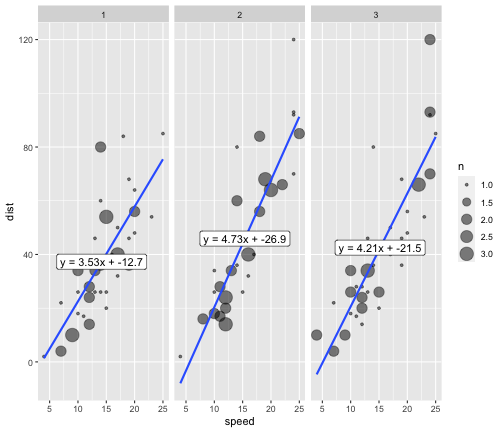 1 2 3
120
80
40
0
dist
y = 3.53x + -12.7
y = 4.73x + -26.9
y = 4.21x + -21.5
5 10 15 20 25 5 10 15 20 25 5 10 15 20 25
speed
n
1.0
1.5
2.0
2.5
3.0